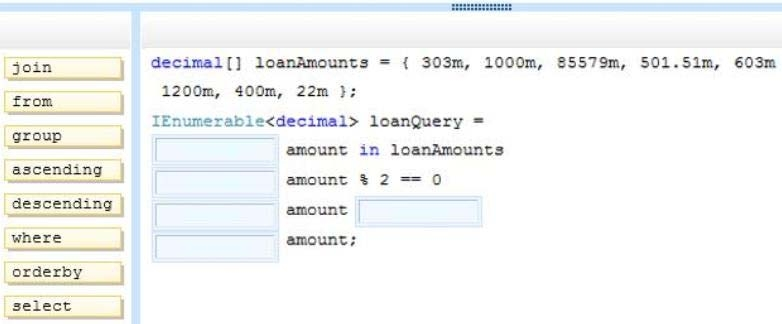 join
from
group
ascending
descending
where
orderby
select
decimal[] loanAmounts = { 303m, 1000m, 85579m, 501.51m, 603m
1200m, 400m, 22m };
IEnumerable<decimal> loanQuery =
amount in loanAmounts
amount % 2 == 0
amount
amount;